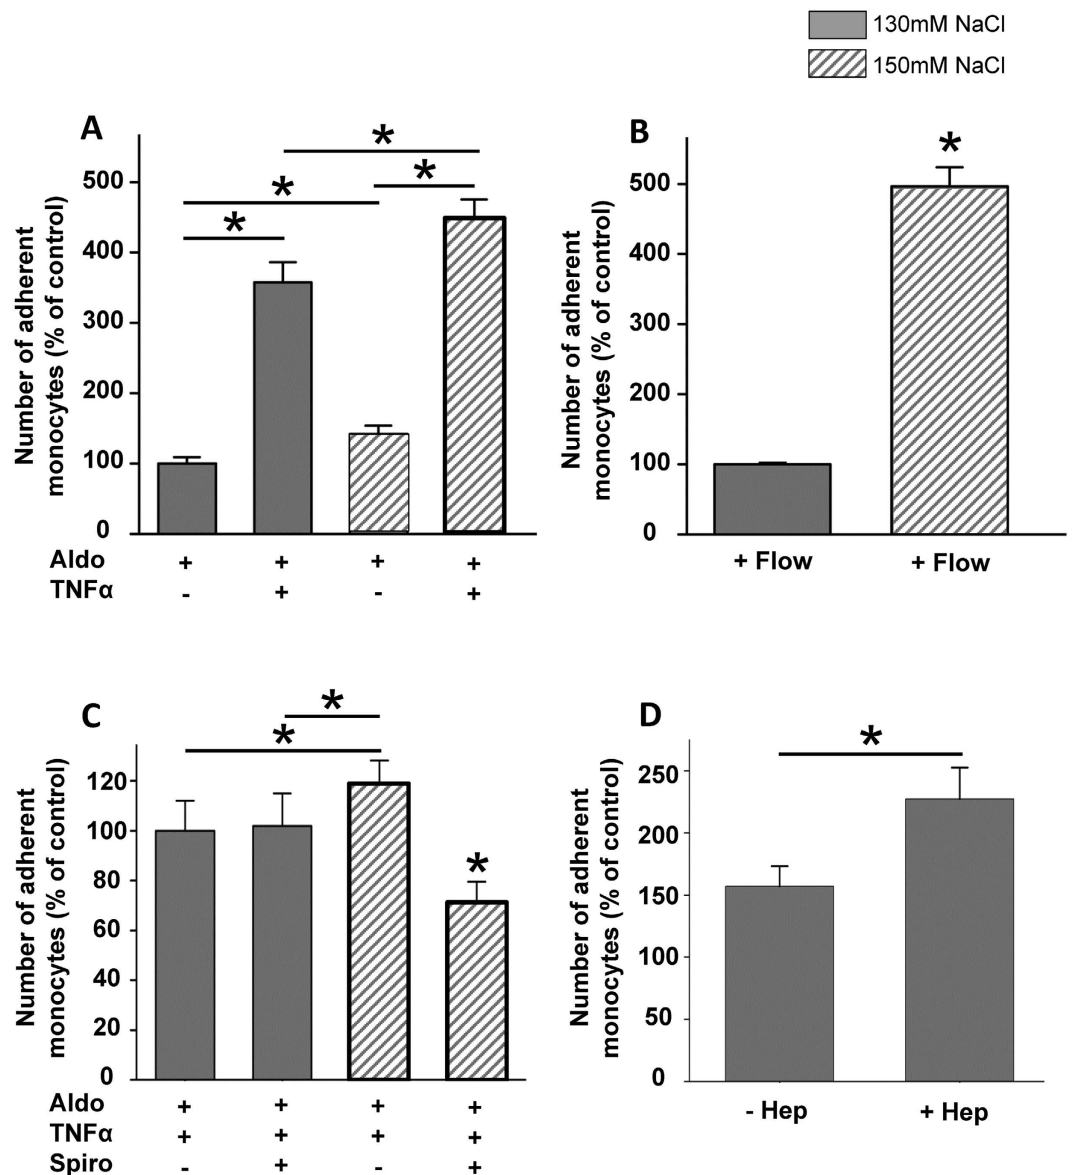 130mM NaCl
150mM NaCl
A
Number of adherent
monocytes (% of control)
500
400
300
200
100
0
* * * *
Aldo + + + +
TNFα - + - +
B
Number of adherent
monocytes (% of control)
500
400
300
200
100
0
*
+ Flow + Flow
C
Number of adherent
monocytes (% of control)
120
100
80
60
40
20
0
* * *
Aldo + + + +
TNFα + + + +
Spiro - + - +
D
Number of adherent
monocytes (% of control)
250
200
150
100
50
0
*
- Hep + Hep